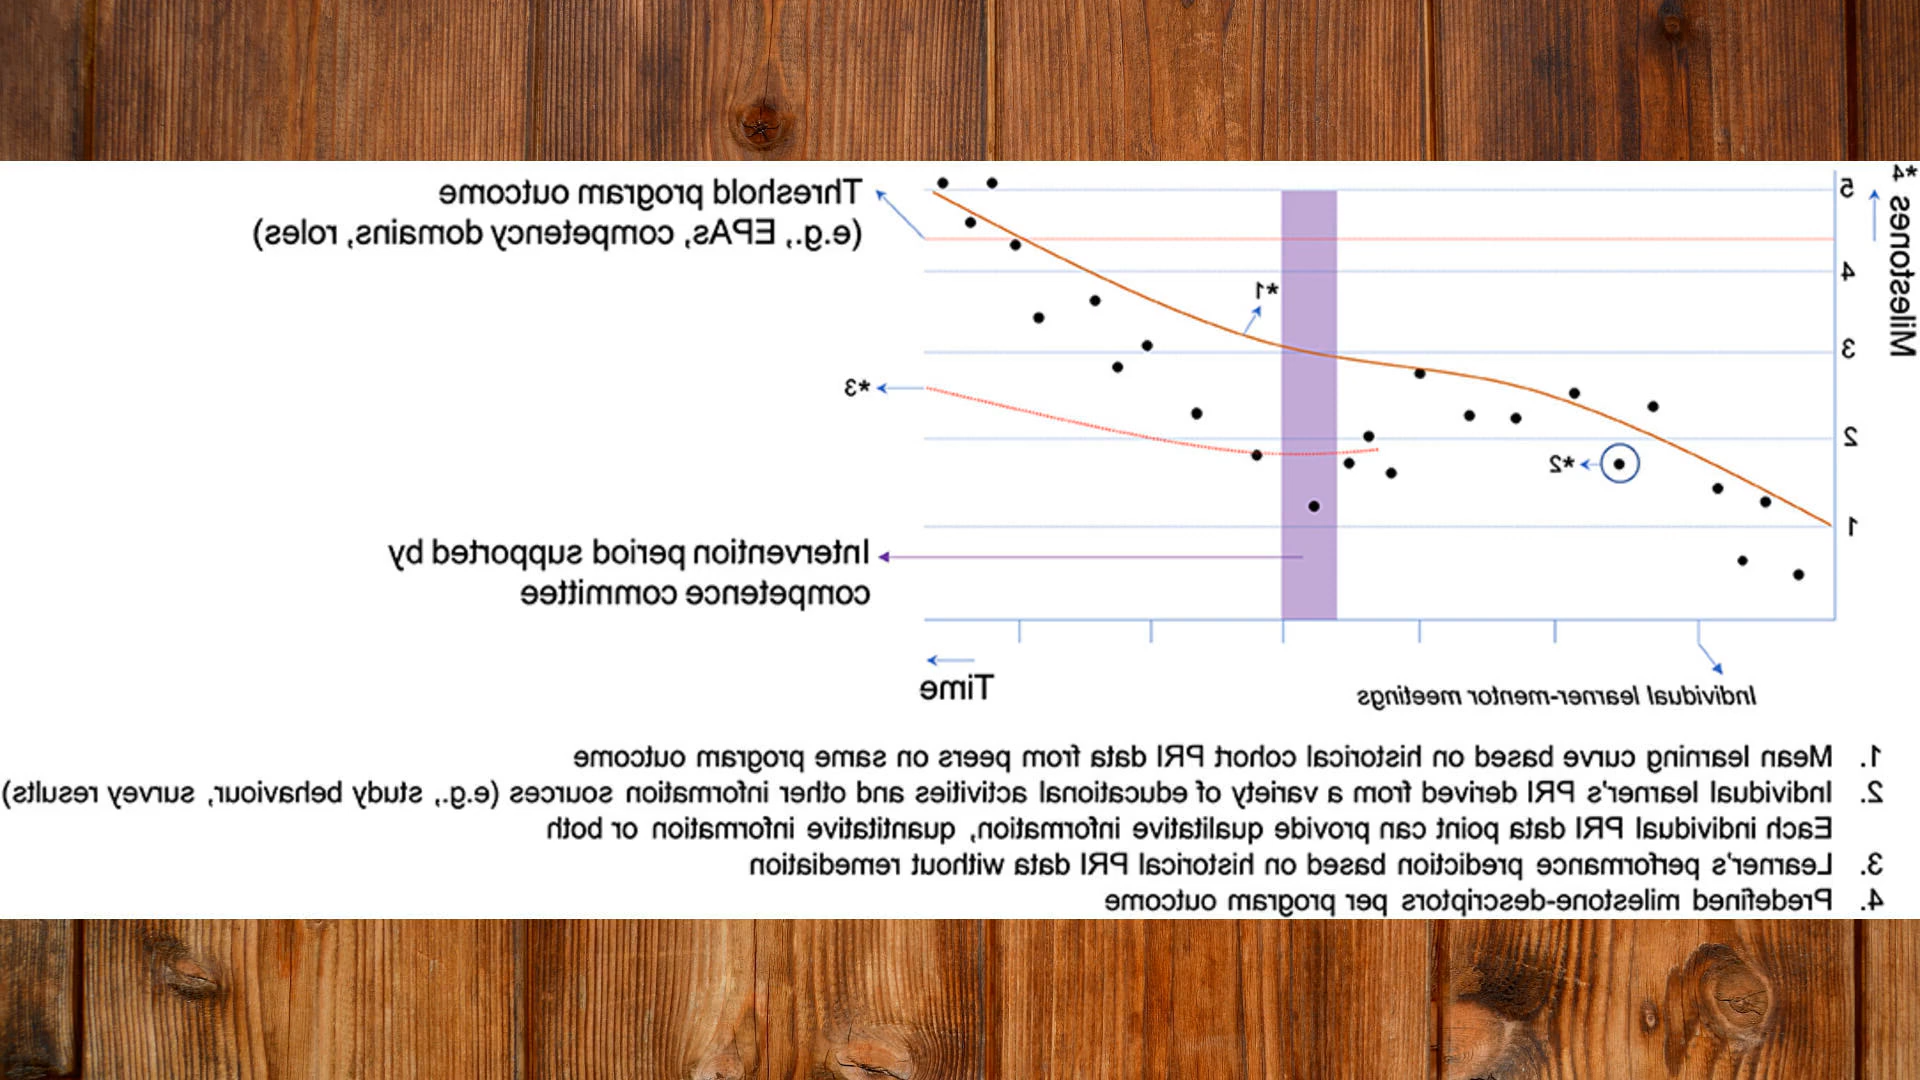 Milestones *4
5
4
3
2
1
*1
*2
*3
Threshold program outcome
(e.g., EPAs, competency domains, roles)
Intervention period supported by
competence committee
Individual learner-mentor meetings
Time
1. Mean learning curve based on historical cohort PRI data from peers on same program outcome
2. Individual learner's PRI derived from a variety of educational activities and other information sources (e.g., study behaviour, survey results)
Each individual PRI data point can provide qualitative information, quantitative information or both
3. Learner's performance prediction based on historical PRI data without remediation
4. Predefined milestone-descriptors per program outcome